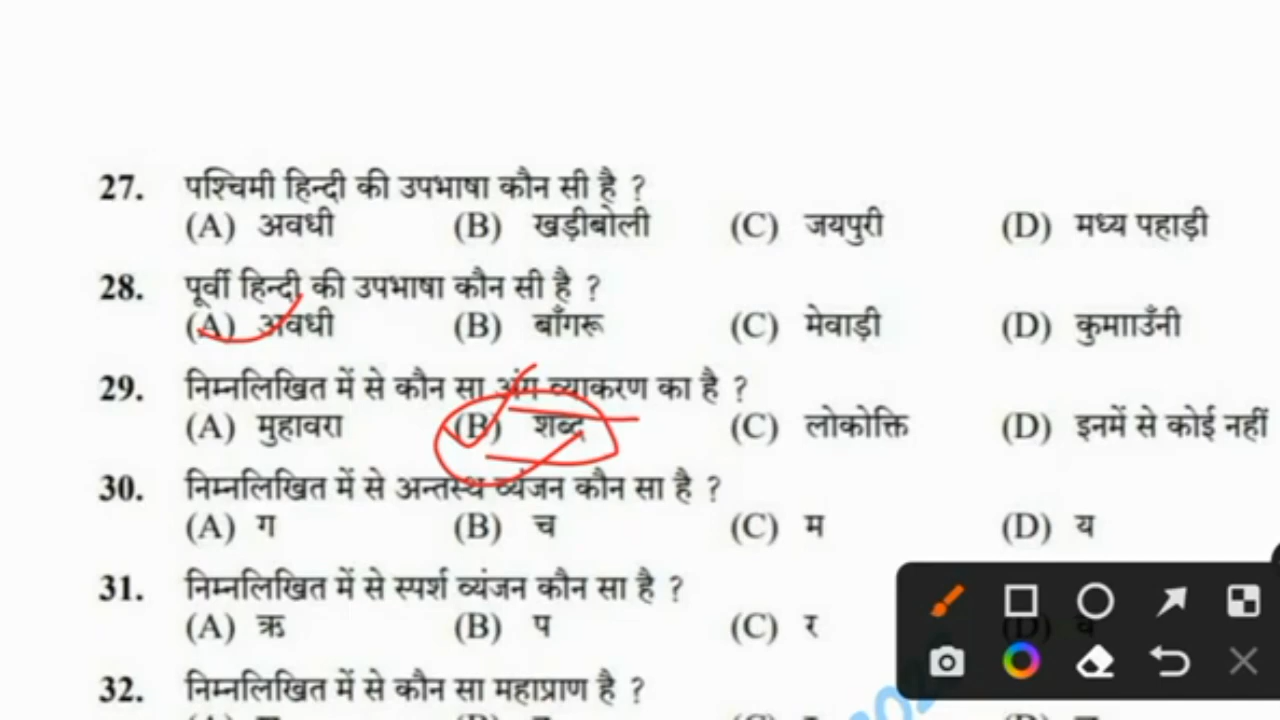 27. पश्चिमी हिन्दी की उपभाषा कौन सी है ?
(A) अवधी (B) खड़ीबोली (C) जयपुरी (D) मध्य पहाड़ी
28. पूर्वी हिन्दी की उपभाषा कौन सी है ?
(A) अवधी (B) बाँगरू (C) मेवाड़ी (D) कुमााउँनी
29. निम्नलिखित में से कौन सा अंग व्याकरण का है ?
(A) मुहावरा (B) शब्द (C) लोकोक्ति (D) इनमें से कोई नहीं
30. निम्नलिखित में से अन्तस्थ व्यंजन कौन सा है ?
(A) ग (B) च (C) म (D) य
31. निम्नलिखित में से स्पर्श व्यंजन कौन सा है ?
(A) ऋ (B) प (C) र (D)
32. निम्नलिखित में से कौन सा महाप्राण है ?